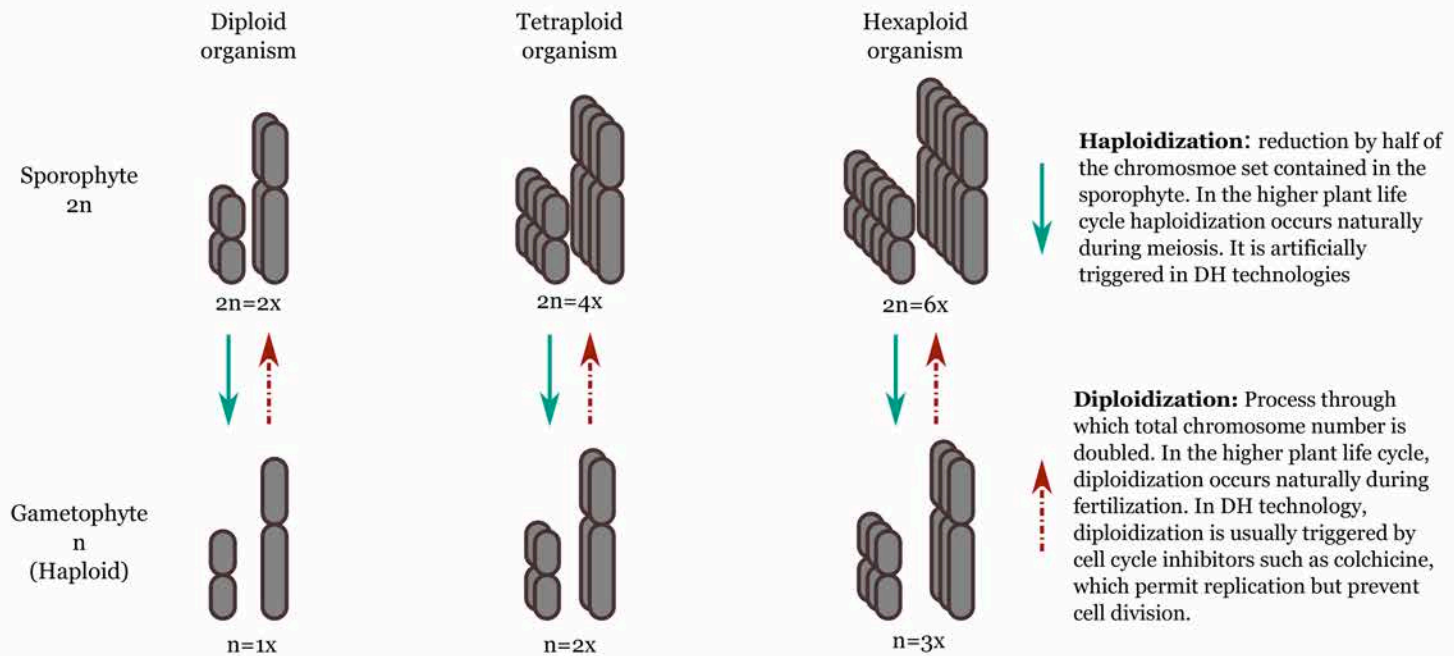 Diploid
organism
Tetraploid
organism
Hexaploid
organism
Sporophyte
2n
2n=2x
2n=4x
2n=6x
Haploidization: reduction by half of
the chromosmoe set contained in the
sporophyte. In the higher plant life
cycle haploidization occurs naturally
during meiosis. It is artificially
triggered in DH technologies
Gametophyte
n
(Haploid)
n=1x
n=2x
n=3x
Diploidization: Process through
which total chromosome number is
doubled. In the higher plant life cycle,
diploidization occurs naturally during
fertilization. In DH technology,
diploidization is usually triggered by
cell cycle inhibitors such as colchicine,
which permit replication but prevent
cell division.